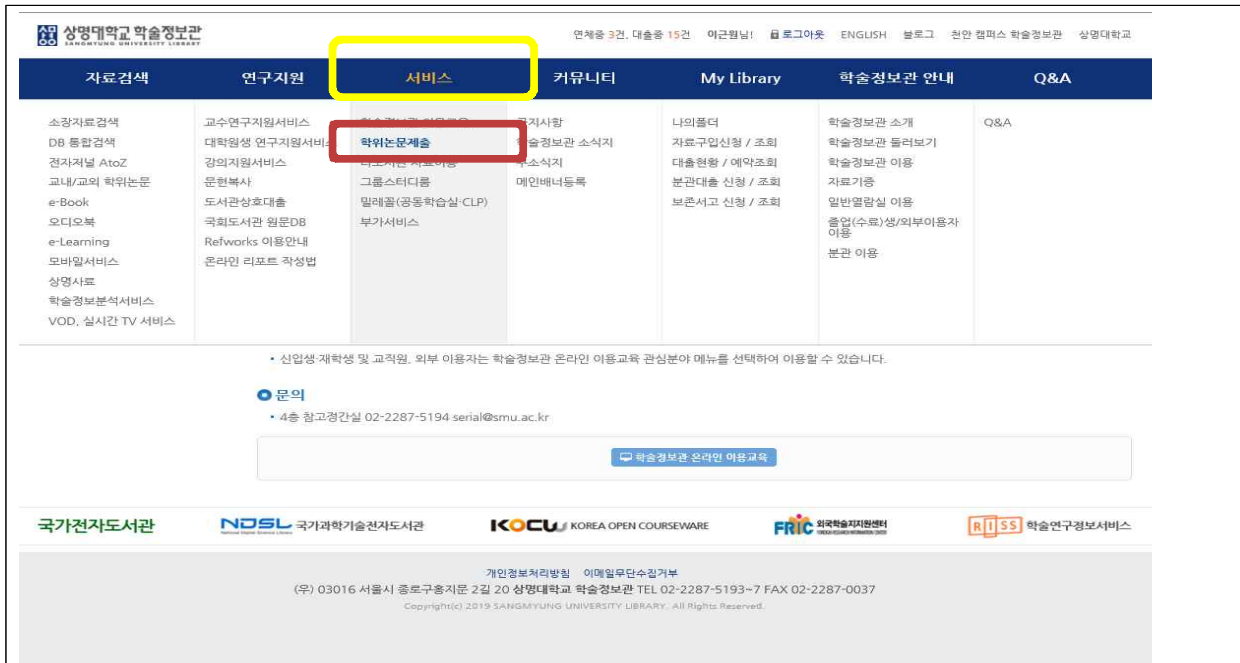 상명대학교 학술정보관
SANGMYUNG UNIVERSITY LIBRARY
연체중 3건, 대출중 15건 이근원님! 로그아웃 ENGLISH 블로그 천안 캠퍼스 학술정보관 상명대학교
자료검색 연구지원 서비스 커뮤니티 My Library 학술정보관 안내 Q&A
소장자료검색
DB 통합검색
전자저널 AtoZ
교내/교외 학위논문
e-Book
오디오북
e-Learning
모바일서비스
상명사료
학술정보분석서비스
VOD, 실시간 TV 서비스
교수연구지원서비스
대학원생 연구지원서비스
강의지원서비스
문헌복사
도서관상호대출
국회도서관 원문DB
Refworks 이용안내
온라인 리포트 작성법
학위논문제출
그룹스터디룸
밀레꼴(공동학습실·CLP)
부가서비스
공지사항
학술정보관 소식지
메인배너등록
나의폴더
자료구입신청 / 조회
대출현황 / 예약조회
분관대출 신청 / 조회
보존서고 신청 / 조회
학술정보관 소개
학술정보관 둘러보기
학술정보관 이용
자료기증
일반열람실 이용
졸업(수료)생/외부이용자
이용
분관 이용
Q&A
• 신입생·재학생 및 교직원, 외부 이용자는 학술정보관 온라인 이용교육 관심분야 메뉴를 선택하여 이용할 수 있습니다.
문의
• 4층 참고정간실 02-2287-5194 serial@smu.ac.kr
학술정보관 온라인 이용교육
국가전자도서관 NDSL 국가과학기술전자도서관 KOCW KOREA OPEN COURSEWARE FRIC 외국학술지지원센터 RISS 학술연구정보서비스
National Digital Science Library
개인정보처리방침 이메일무단수집거부
(우) 03016 서울시 종로구홍지문 2길 20 상명대학교 학술정보관 TEL 02-2287-5193~7 FAX 02-2287-0037
Copyright(c) 2019 SANGMYUNG UNIVERSITY LIBRARY. All Rights Reserved.